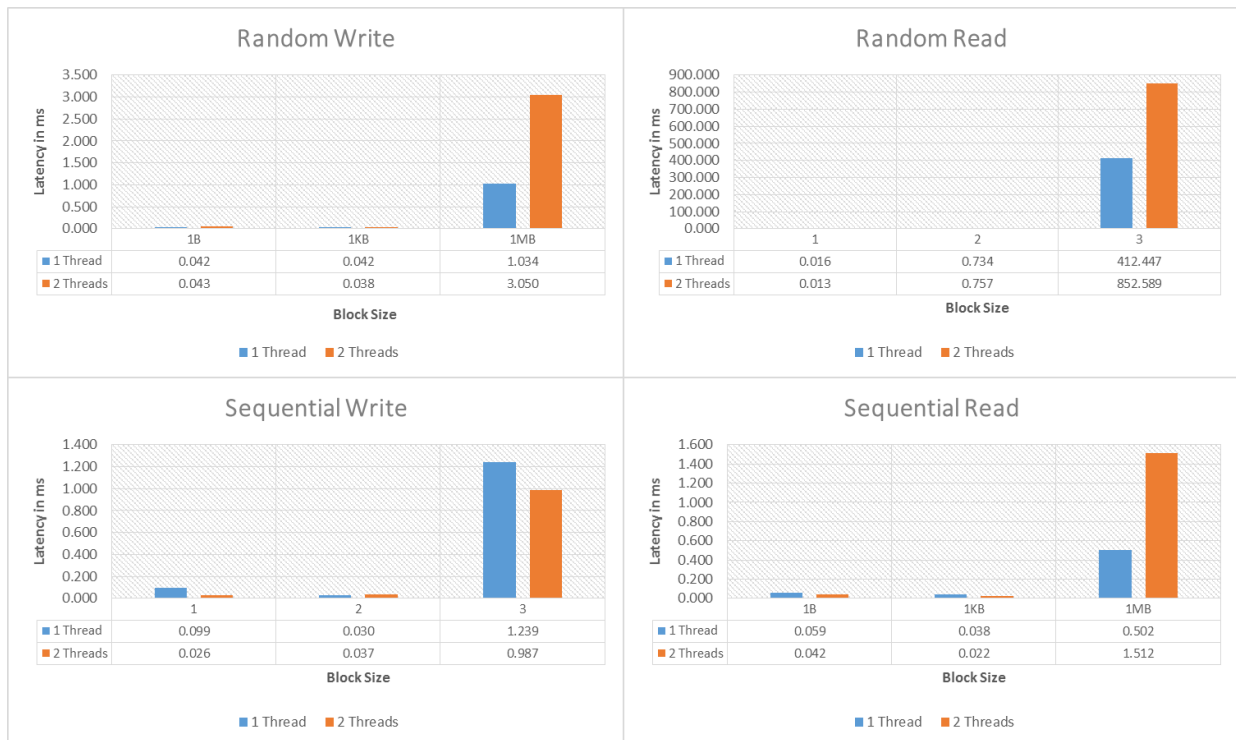 Random Write
Latency in ms
3.500
3.000
2.500
2.000
1.500
1.000
0.500
0.000
1B 1KB 1MB
1 Thread 0.042 0.042 1.034
2 Threads 0.043 0.038 3.050
Block Size
1 Thread 2 Threads
Random Read
Latency in ms
900.000
800.000
700.000
600.000
500.000
400.000
300.000
200.000
100.000
0.000
1 2 3
1 Thread 0.016 0.734 412.447
2 Threads 0.013 0.757 852.589
Block Size
1 Thread 2 Threads
Sequential Write
Latency in ms
1.400
1.200
1.000
0.800
0.600
0.400
0.200
0.000
1 2 3
1 Thread 0.099 0.030 1.239
2 Threads 0.026 0.037 0.987
Block Size
1 Thread 2 Threads
Sequential Read
Latency in ms
1.600
1.400
1.200
1.000
0.800
0.600
0.400
0.200
0.000
1B 1KB 1MB
1 Thread 0.059 0.038 0.502
2 Threads 0.042 0.022 1.512
Block Size
1 Thread 2 Threads